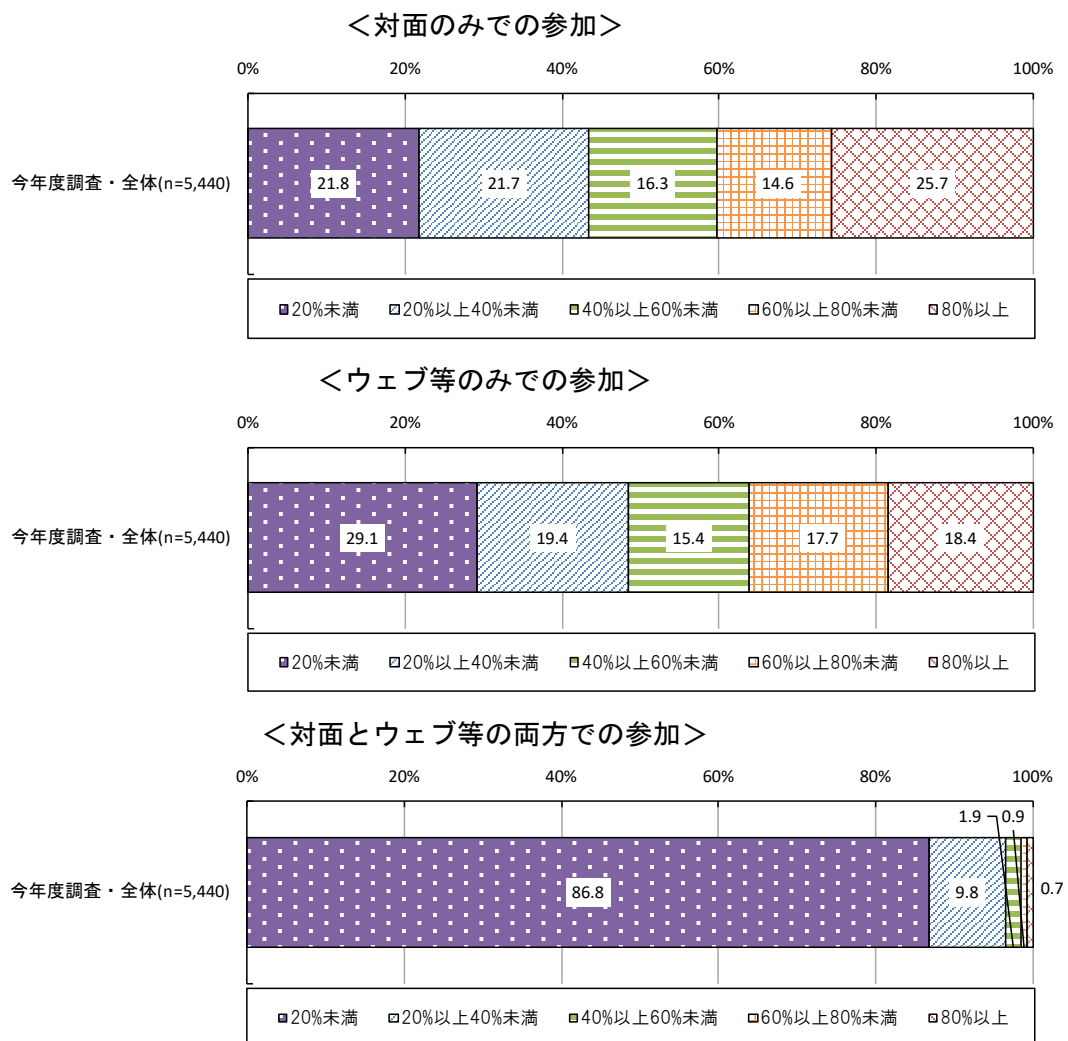 ＜対面のみでの参加＞
0% 20% 40% 60% 80% 100%
今年度調査・全体(n=5,440) 21.8 21.7 16.3 14.6 25.7
20%未満 20%以上40%未満 40%以上60%未満 60%以上80%未満 80%以上
＜ウェブ等のみでの参加＞
0% 20% 40% 60% 80% 100%
今年度調査・全体(n=5,440) 29.1 19.4 15.4 17.7 18.4
20%未満 20%以上40%未満 40%以上60%未満 60%以上80%未満 80%以上
＜対面とウェブ等の両方での参加＞
0% 20% 40% 60% 80% 100%
1.9 0.9
今年度調査・全体(n=5,440) 86.8 9.8 0.7
20%未満 20%以上40%未満 40%以上60%未満 60%以上80%未満 80%以上